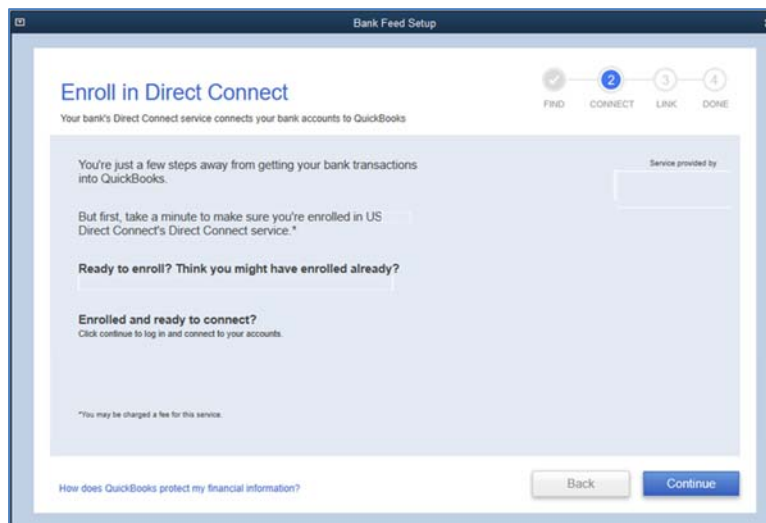 Bank Feed Setup
Enroll in Direct Connect
Your bank's Direct Connect service connects your bank accounts to QuickBooks
2
3
4
FIND
CONNECT
LINK
DONE
You're just a few steps away from getting your bank transactions
into QuickBooks.
Service provided by
But first, take a minute to make sure you're enrolled in US
Direct Connect's Direct Connect service.*
Ready to enroll? Think you might have enrolled already?
Enrolled and ready to connect?
Click continue to log in and connect to your accounts.
*You may be charged a fee for this service.
How does QuickBooks protect my financial information?
Back
Continue